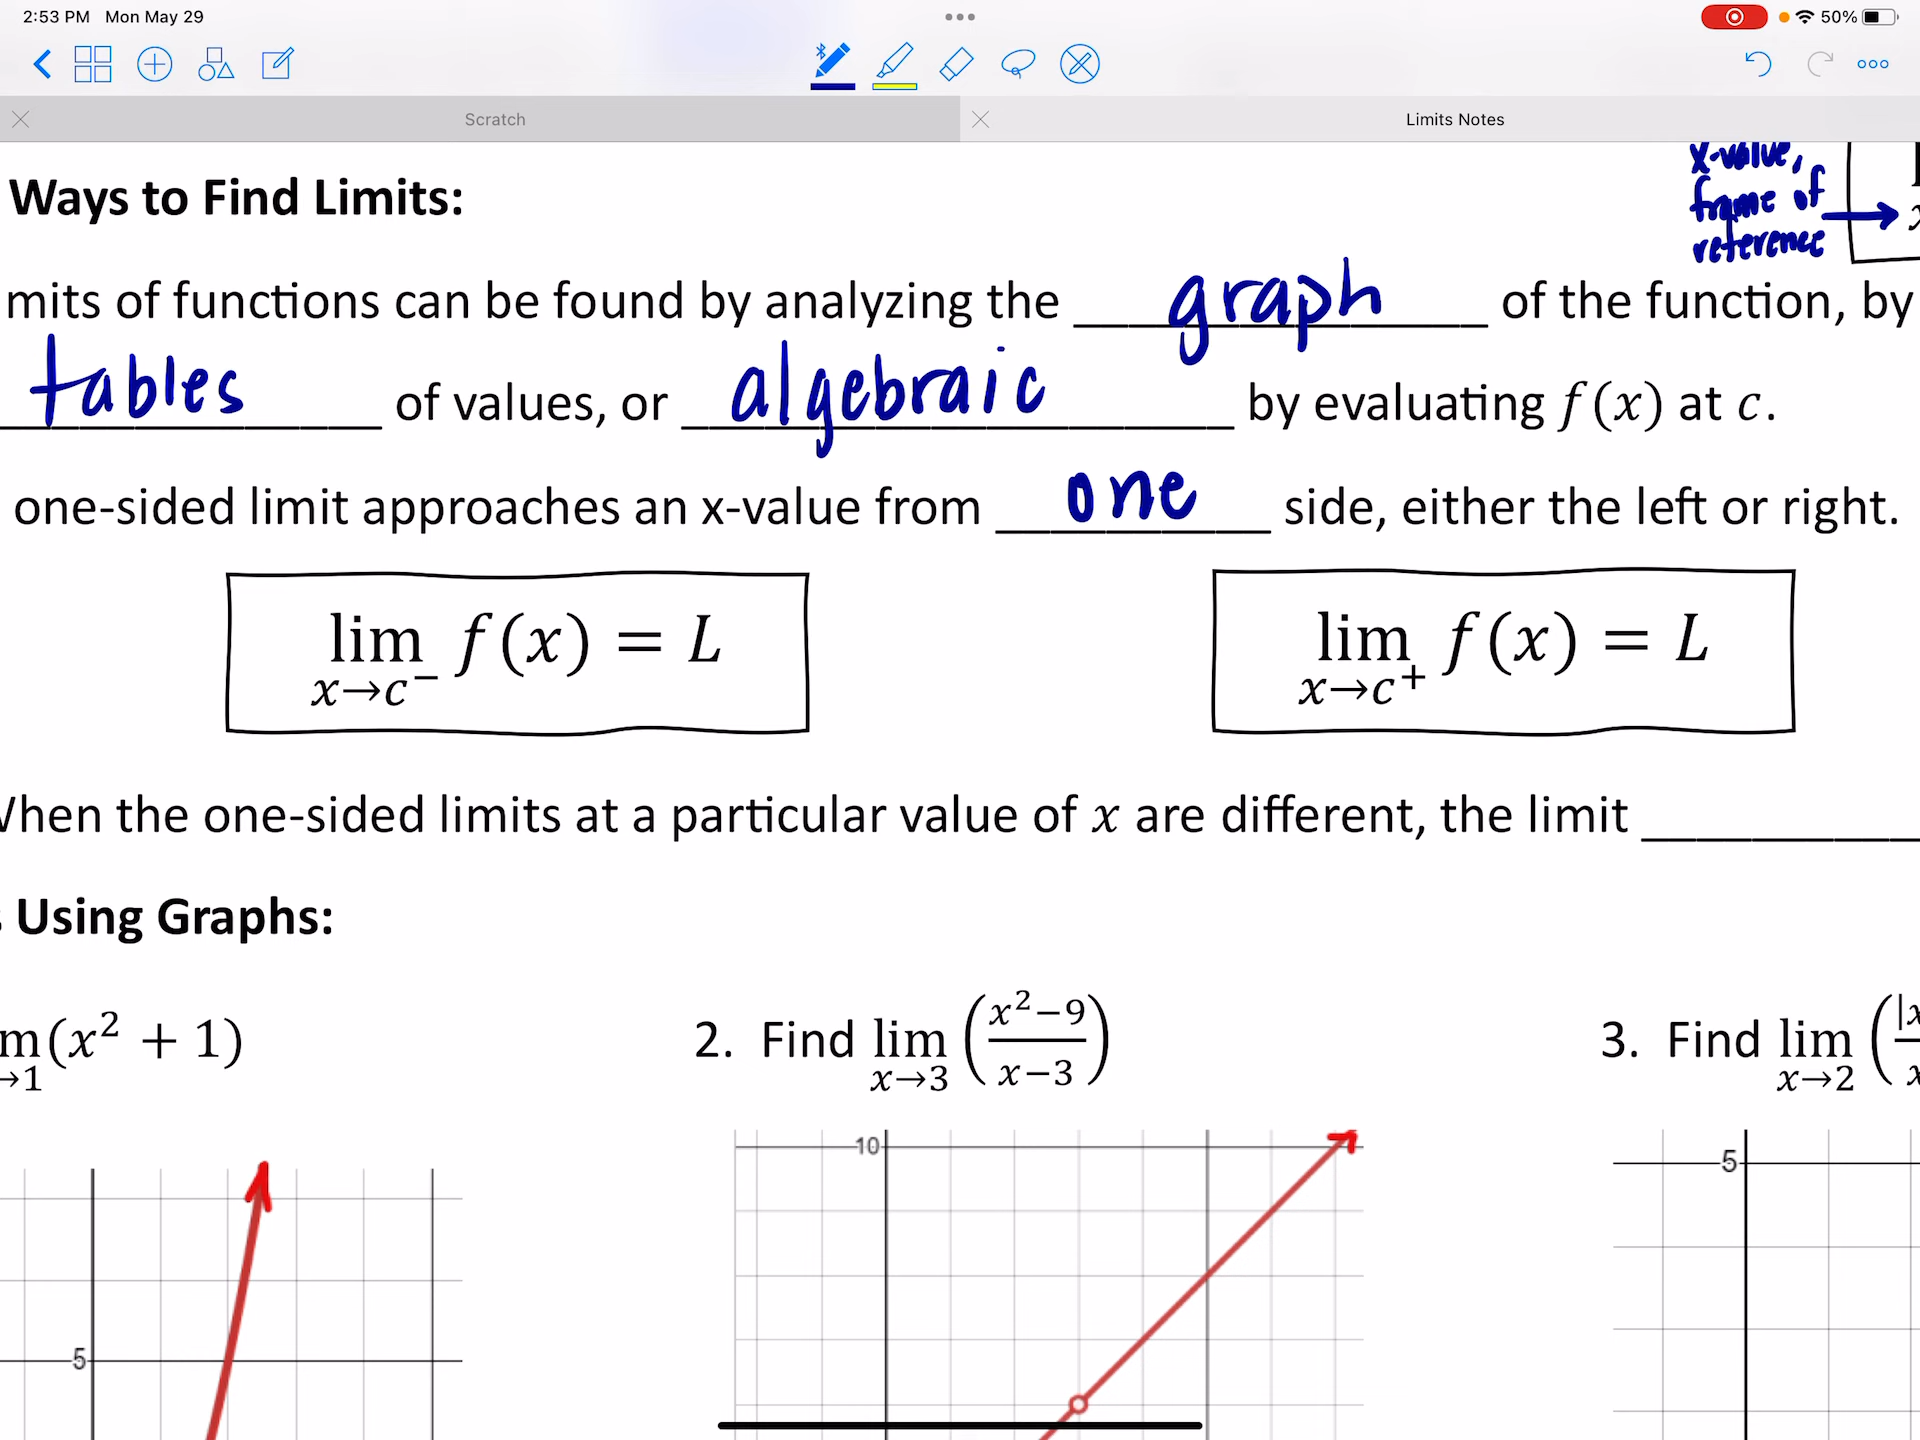 2:53 PM Mon May 29
50%
Scratch
Limits Notes
x-value,
frame of
reference
Ways to Find Limits:
mits of functions can be found by analyzing the graph of the function, by
tables of values, or algebraic by evaluating f(x) at c.
one-sided limit approaches an x-value from one side, either the left or right.
lim x→c⁻ f(x) = L
lim x→c⁺ f(x) = L
When the one-sided limits at a particular value of x are different, the limit
Using Graphs:
m(x² + 1)
→1
2. Find lim x→3 (x²−9 / x−3)
3. Find lim x→2 (|x
x
5
10
5